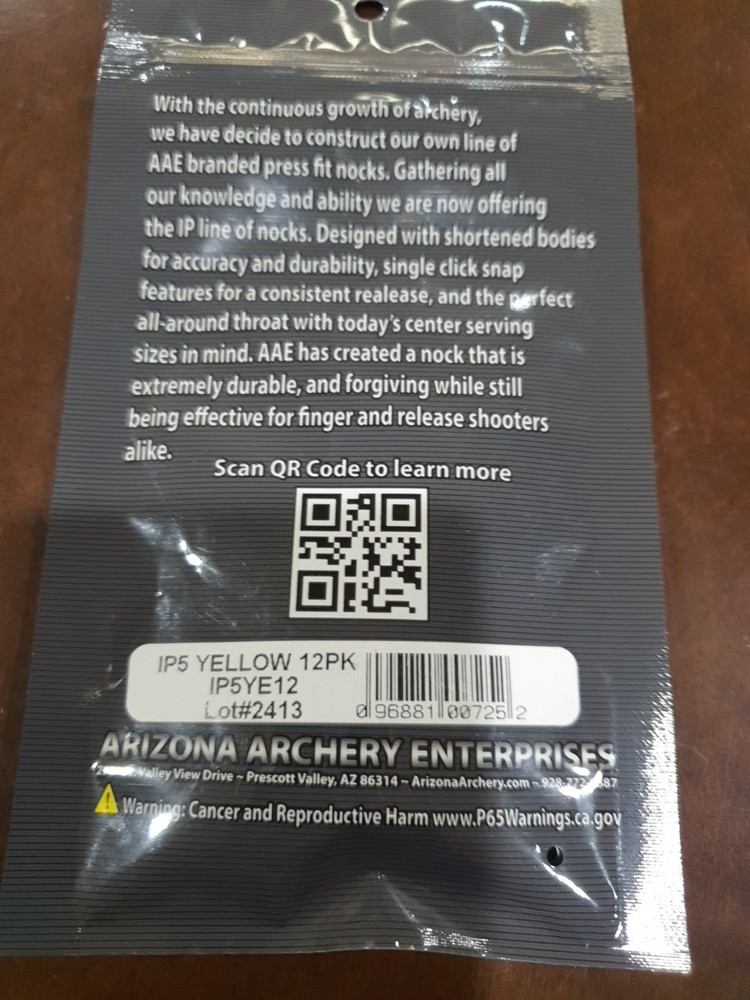 With the continuous growth of archery,
we have decide to construct our own line of
AAE branded press fit nocks. Gathering all
our knowledge and ability we are now offering
the IP line of nocks. Designed with shortened bodies
for accuracy and durability, single click snap
features for a consistent realease, and the perfect
all-around throat with today's center serving
sizes in mind. AAE has created a nock that is
extremely durable, and forgiving while still
being effective for finger and release shooters
alike.
Scan QR Code to learn more
IP5 YELLOW 12PK
IP5YE12
Lot#2413
0 96881 00725 2
ARIZONA ARCHERY ENTERPRISES
Valley View Drive ~ Prescott Valley, AZ 86314 ~ ArizonaArchery.com ~
Warning: Cancer and Reproductive Harm www.P65Warnings.ca.gov